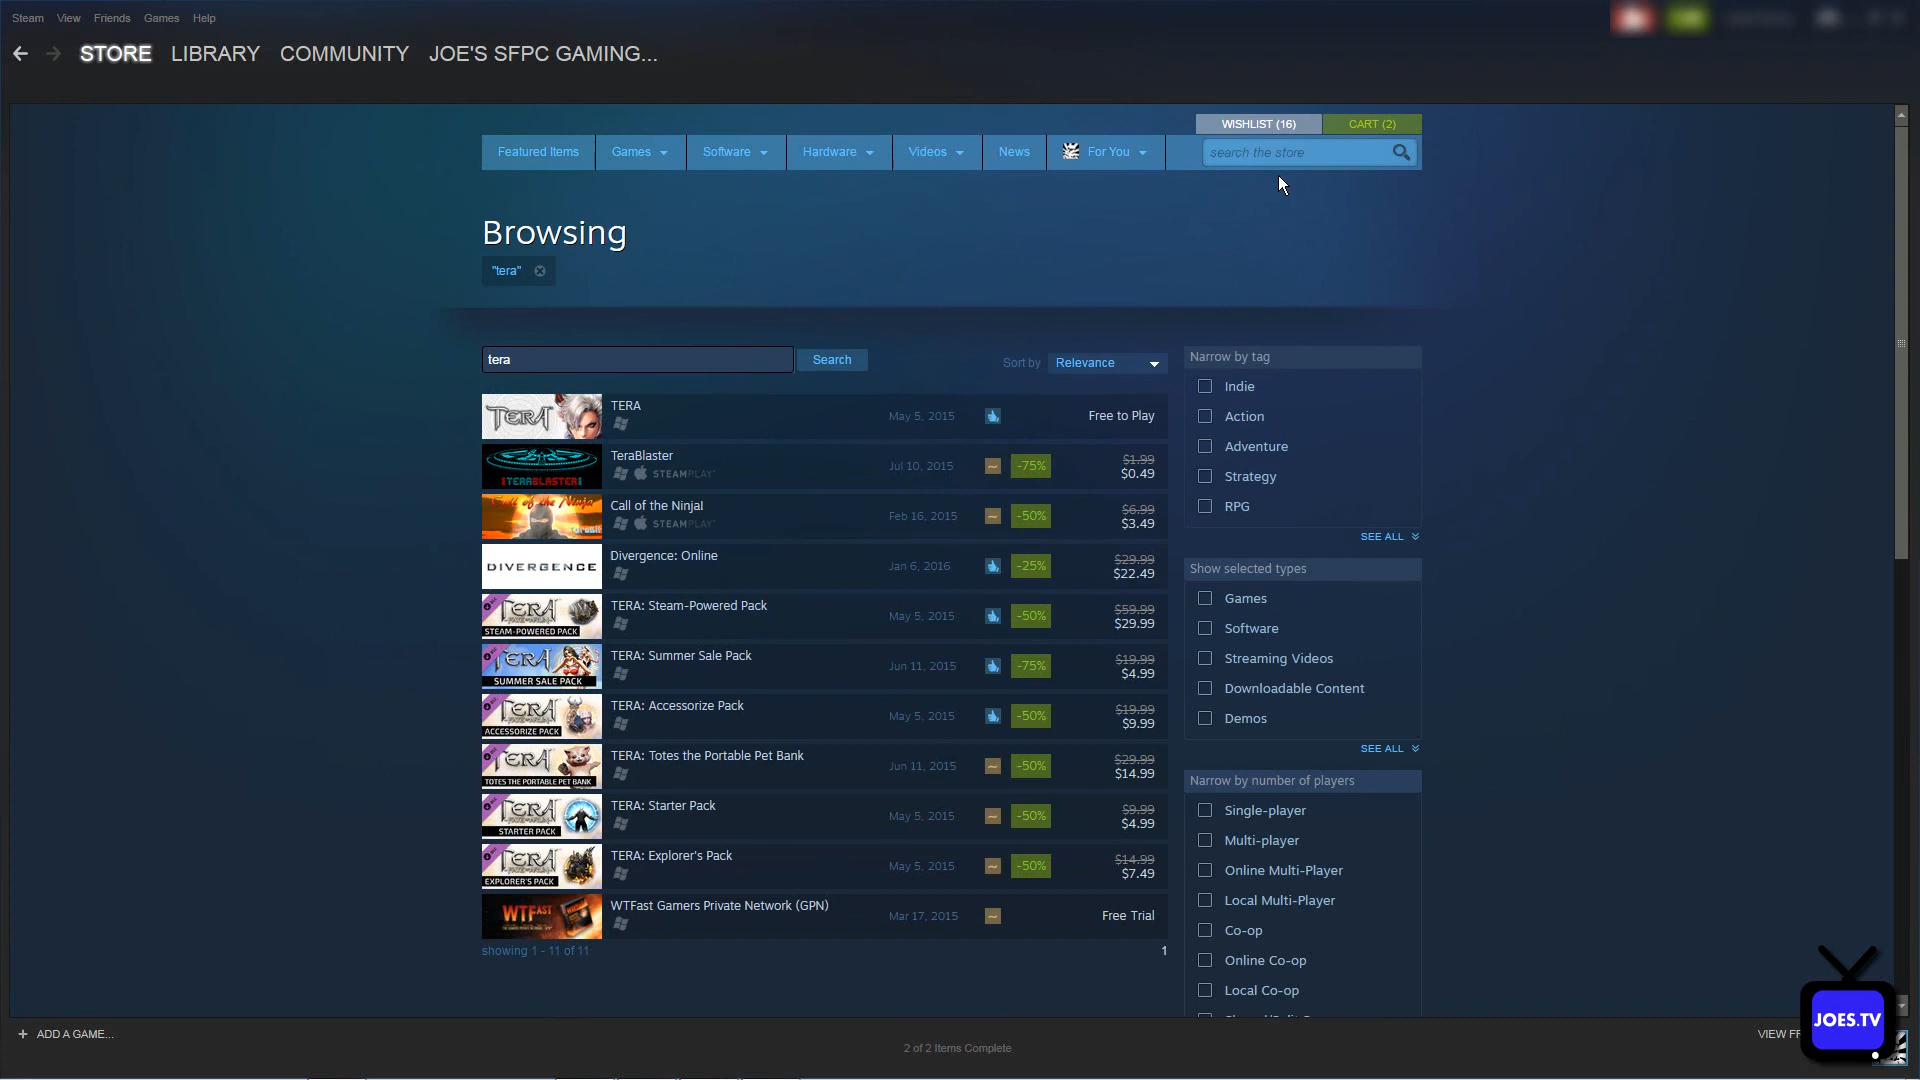 Steam View Friends Games Help
STORE LIBRARY COMMUNITY JOE'S SFPC GAMING...
WISHLIST (16) CART (2)
Featured Items Games Software Hardware Videos News For You search the store
Browsing
"tera"
tera Search Sort by Relevance
TERA
TERA May 5, 2015 Free to Play
TERABLASTER
TeraBlaster STEAMPLAY Jul 10, 2015 -75% $1.99 $0.49
Call of the Ninja
Call of the Ninja! STEAMPLAY Feb 16, 2015 -50% $6.99 $3.49
DIVERGENCE
Divergence: Online Jan 6, 2016 -25% $29.99 $22.49
TERA STEAM-POWERED PACK
TERA: Steam-Powered Pack May 5, 2015 -50% $59.99 $29.99
TERA SUMMER SALE PACK
TERA: Summer Sale Pack Jun 11, 2015 -75% $19.99 $4.99
TERA ACCESSORIZE PACK
TERA: Accessorize Pack May 5, 2015 -50% $19.99 $9.99
TERA TOTES THE PORTABLE PET BANK
TERA: Totes the Portable Pet Bank Jun 11, 2015 -50% $29.99 $14.99
TERA STARTER PACK
TERA: Starter Pack May 5, 2015 -50% $9.99 $4.99
TERA EXPLORER'S PACK
TERA: Explorer's Pack May 5, 2015 -50% $14.99 $7.49
WTFAST
WTFast Gamers Private Network (GPN) Mar 17, 2015 Free Trial
showing 1 - 11 of 11 1
Narrow by tag
Indie
Action
Adventure
Strategy
RPG
SEE ALL
Show selected types
Games
Software
Streaming Videos
Downloadable Content
Demos
SEE ALL
Narrow by number of players
Single-player
Multi-player
Online Multi-Player
Local Multi-Player
Co-op
Online Co-op
Local Co-op
+ ADD A GAME...
2 of 2 Items Complete
VIEW
JOES.TV